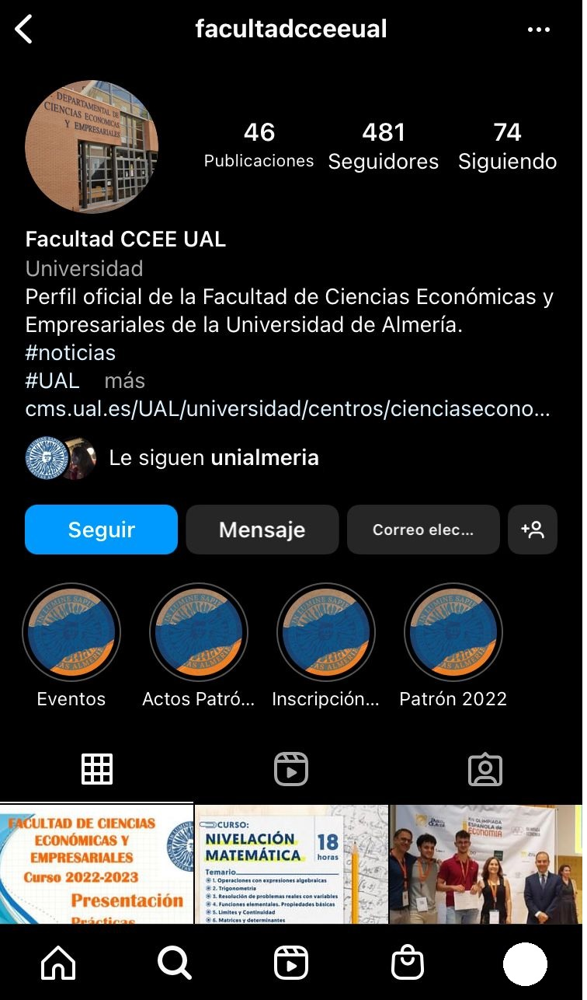 facultadcceeual
DEPARTAMENTAL DE
CIENCIAS ECONOMICAS
Y EMPRESARIALES
46
Publicaciones
481
Seguidores
74
Siguiendo
Facultad CCEE UAL
Universidad
Perfil oficial de la Facultad de Ciencias Económicas y
Empresariales de la Universidad de Almería.
#noticias
#UAL más
cms.ual.es/UAL/universidad/centros/cienciasecono...
Le siguen unialmeria
Seguir
Mensaje
Correo elec...
Eventos
Actos Patró...
Inscripción...
Patrón 2022
FACULTAD DE CIENCIAS
ECONÓMICAS Y
EMPRESARIALES
Curso 2022-2023
Presentación
Prácticas
CURSO:
NIVELACIÓN
MATEMÁTICA
18
horas
Temario
1. Operaciones con expresiones algebraicas
2. Trigonometria
3. Resolución de problemas reales con variables
4. Funciones elementales. Propiedades básicas
5. Limites y Continuidad
6. Matrices y determinantes
XIII OLIMPIADA
ESPAÑOLA DE
ECONOMIA